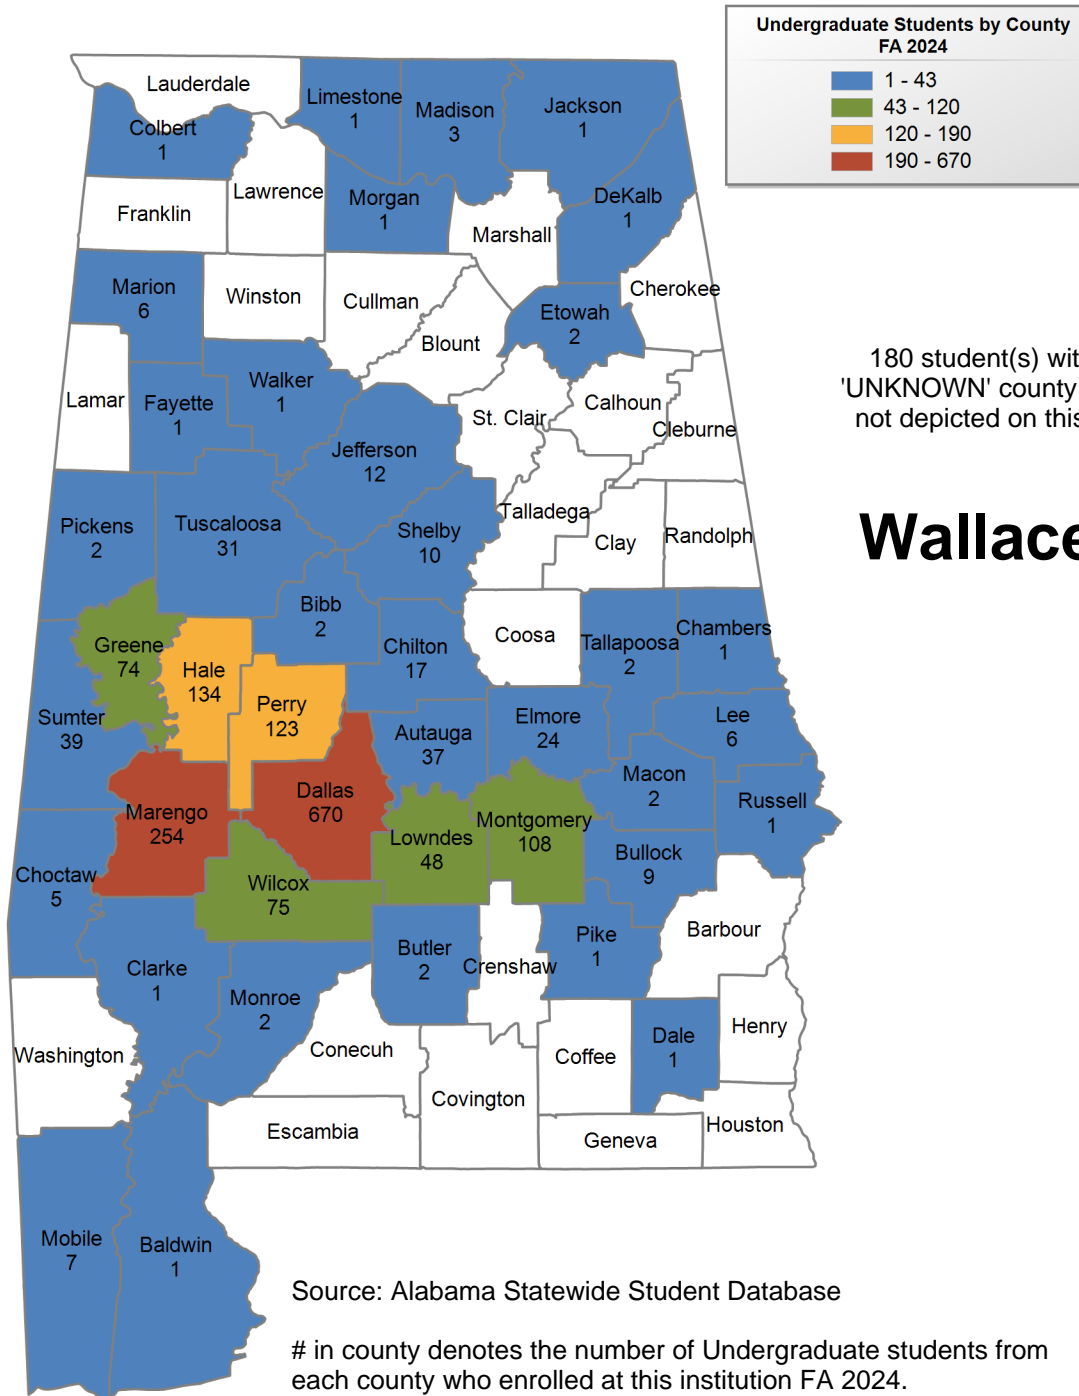 Undergraduate Students by County
FA 2024
1 - 43
43 - 120
120 - 190
190 - 670
Lauderdale
Limestone
1
Madison
3
Jackson
1
Colbert
1
Lawrence
Morgan
1
DeKalb
1
Franklin
Marshall
Marion
6
Winston
Cullman
Cherokee
Etowah
2
Blount
Lamar
Fayette
1
Walker
1
St. Clair
Calhoun
Cleburne
Jefferson
12
180 student(s) wit
'UNKNOWN' county
not depicted on this
Pickens
2
Tuscaloosa
31
Shelby
10
Talladega
Clay
Randolph
Wallace
Bibb
2
Greene
74
Hale
134
Perry
123
Chilton
17
Coosa
Tallapoosa
2
Chambers
1
Sumter
39
Autauga
37
Elmore
24
Lee
6
Macon
2
Russell
1
Marengo
254
Dallas
670
Lowndes
48
Montgomery
108
Bullock
9
Choctaw
5
Wilcox
75
Butler
2
Crenshaw
Pike
1
Barbour
Clarke
1
Monroe
2
Washington
Conecuh
Coffee
Dale
1
Henry
Covington
Escambia
Geneva
Houston
Mobile
7
Baldwin
1
Source: Alabama Statewide Student Database
# in county denotes the number of Undergraduate students from
each county who enrolled at this institution FA 2024.